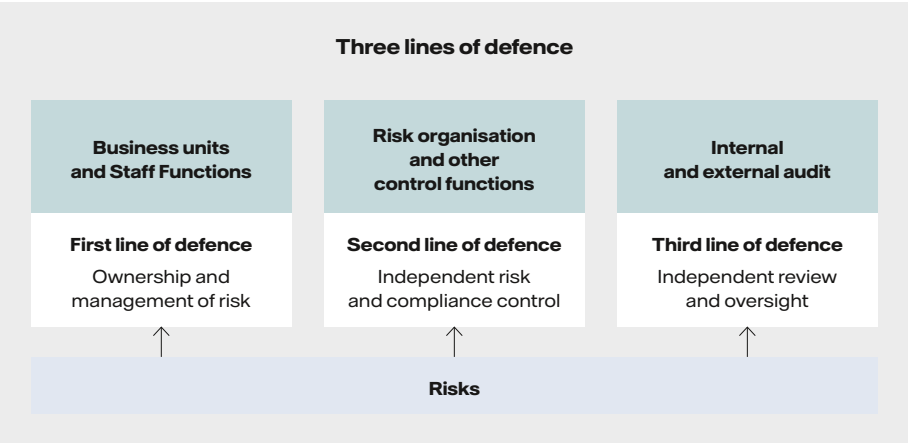 Three lines of defence
Business units
and Staff Functions
First line of defence
Ownership and
management of risk
Risk organisation
and other
control functions
Second line of defence
Independent risk
and compliance control
Internal
and external audit
Third line of defence
Independent review
and oversight
Risks